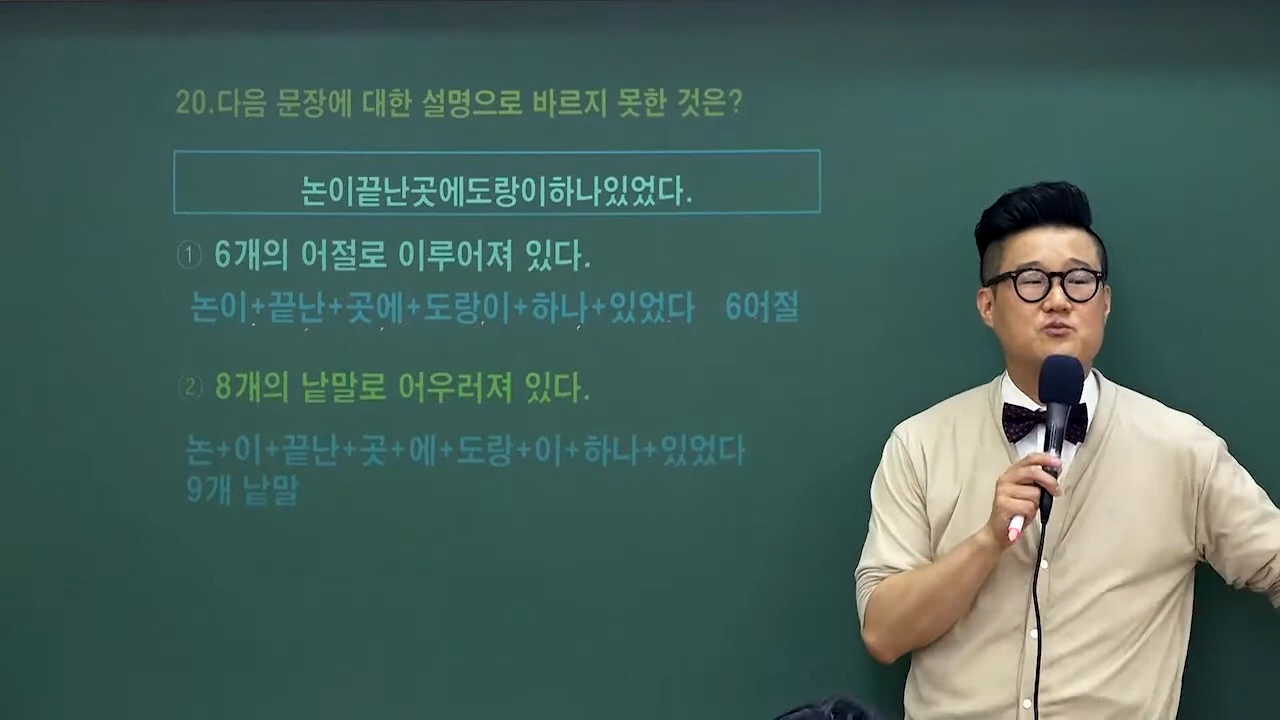 20.다음 문장에 대한 설명으로 바르지 못한 것은?
논이끝난곳에도랑이하나있었다.
① 6개의 어절로 이루어져 있다.
논이+끝난+곳에+도랑이+하나+있었다 6어절
② 8개의 낱말로 어우러져 있다.
논+이+끝난+곳+에+도랑+이+하나+있었다
9개 낱말